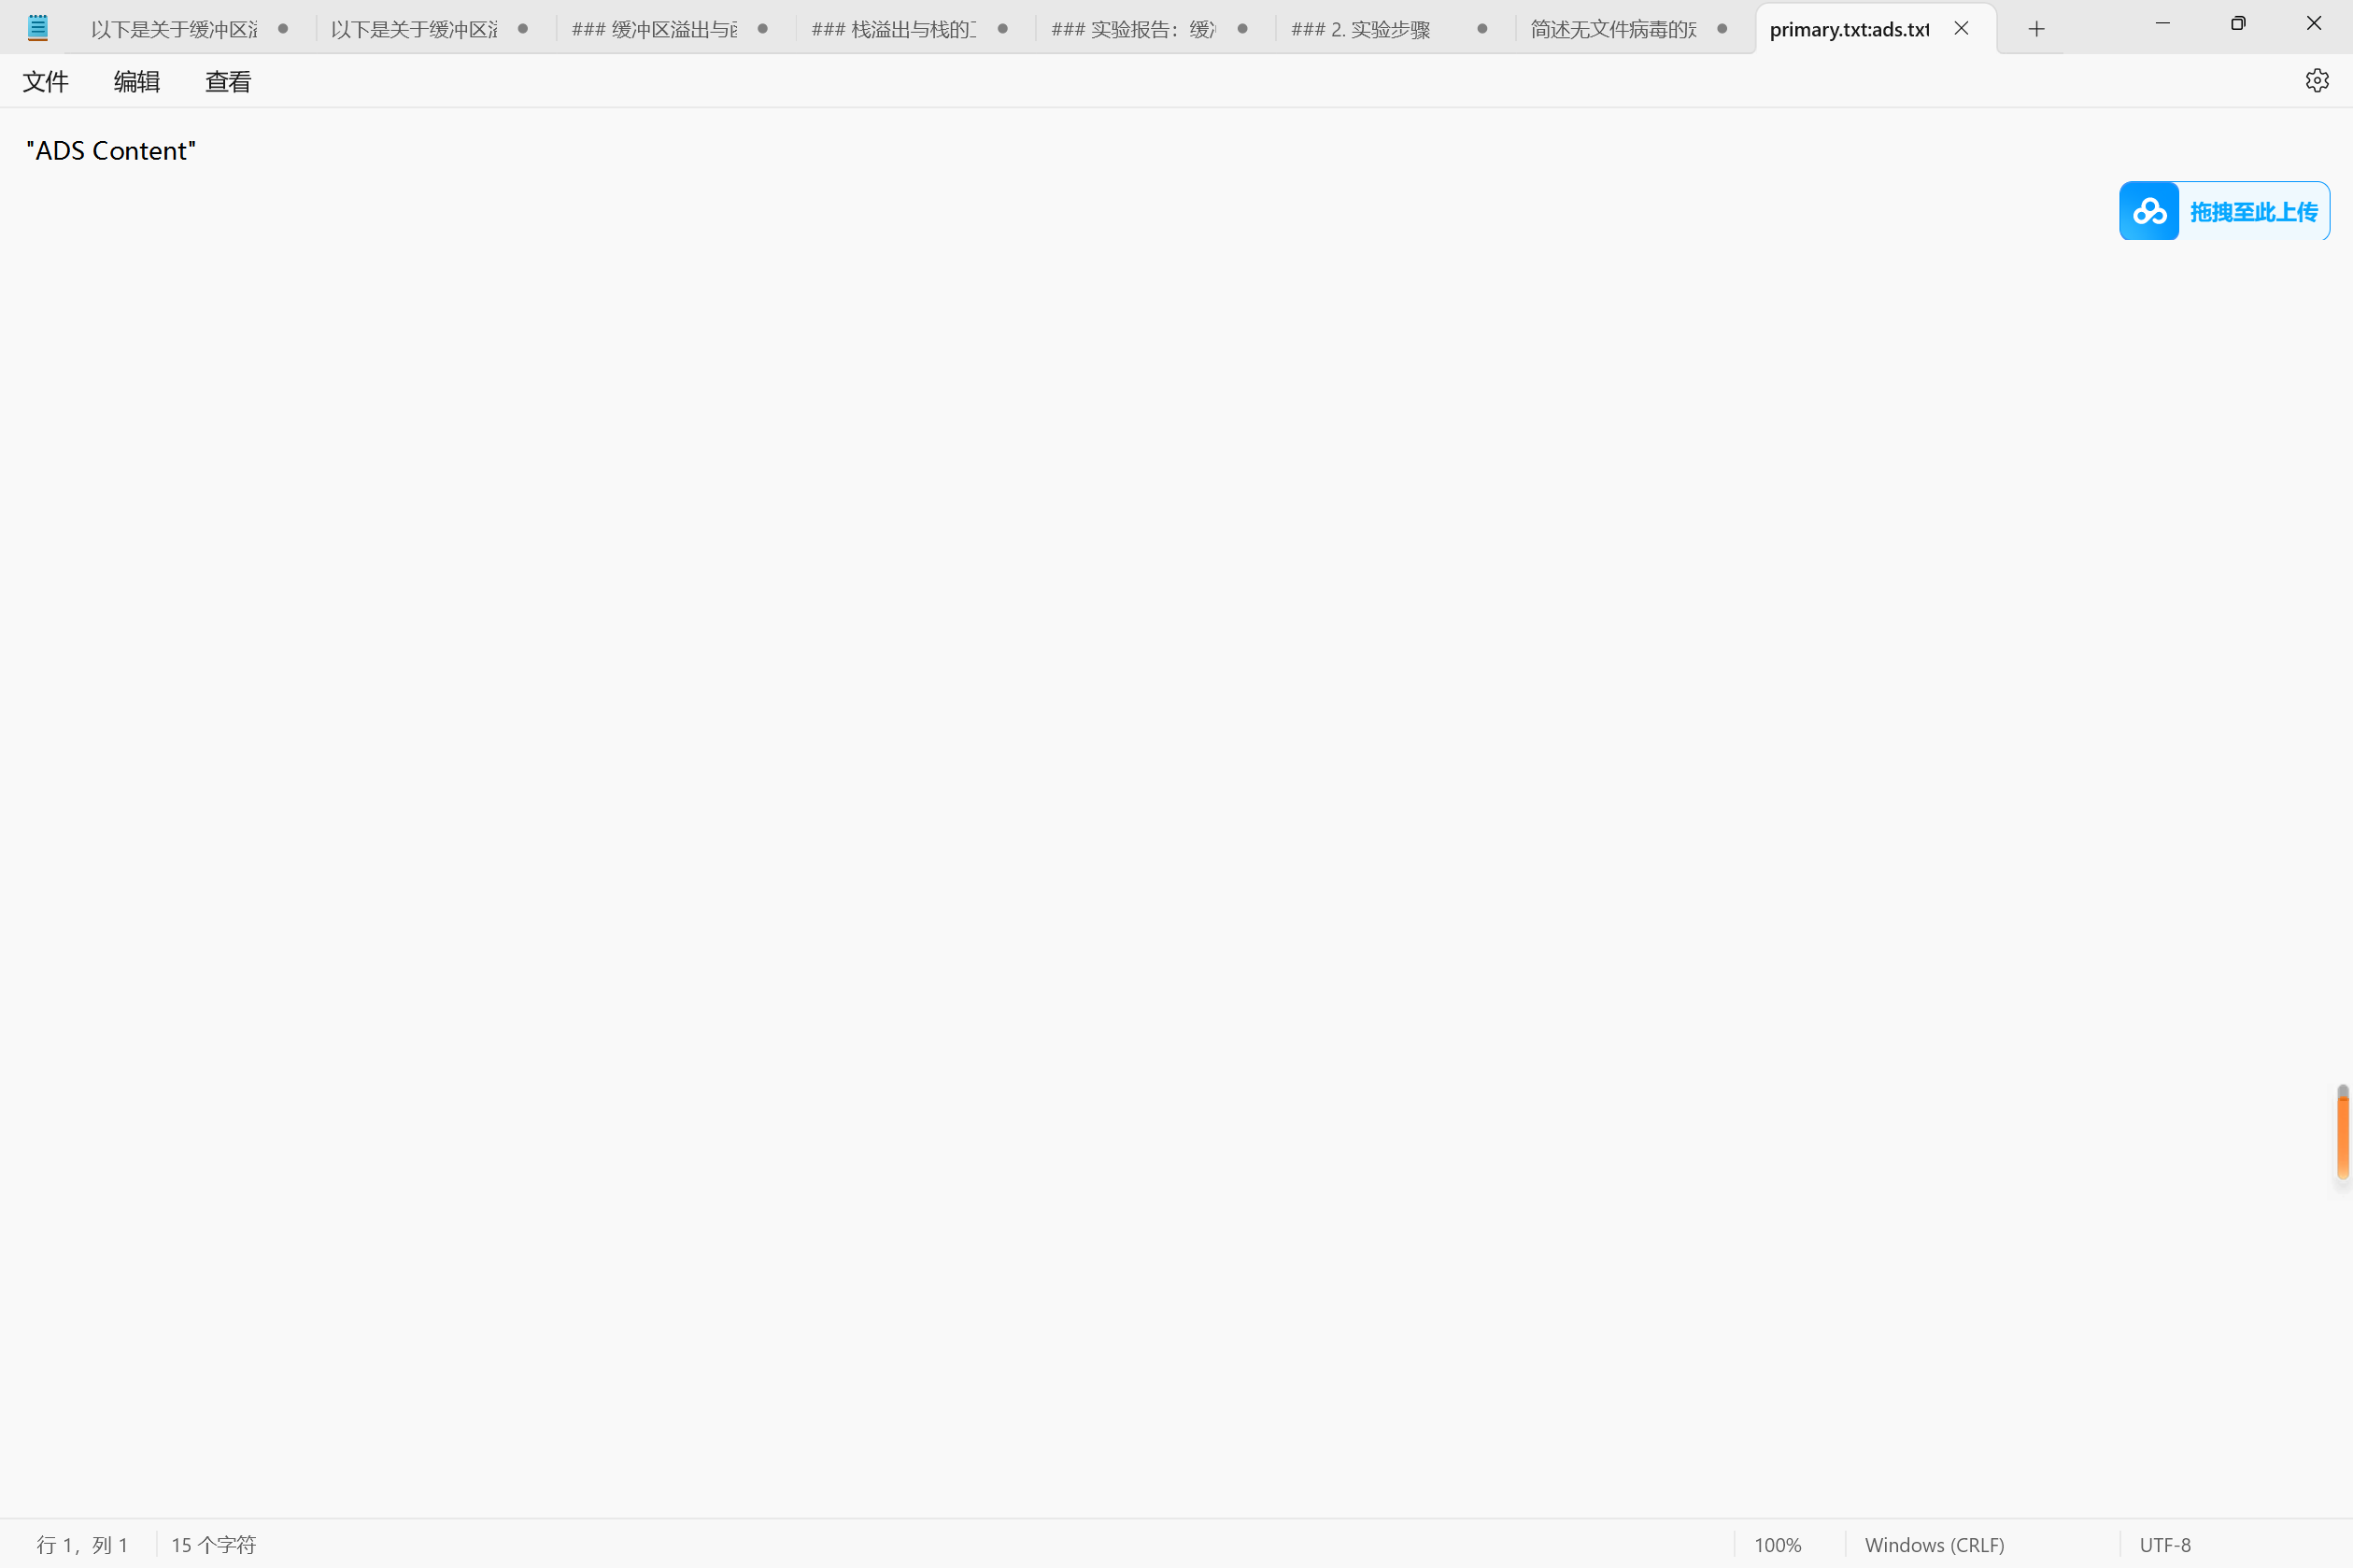 以下是关于缓冲区
以下是关于缓冲区
### 缓冲区溢出与
### 栈溢出与栈的
### 实验报告：缓
### 2. 实验步骤
简述无文件病毒的
primary.txt:ads.txt
文件 编辑 查看
"ADS Content"
拖拽至此上传
行 1，列 1
15 个字符
100%
Windows (CRLF)
UTF-8